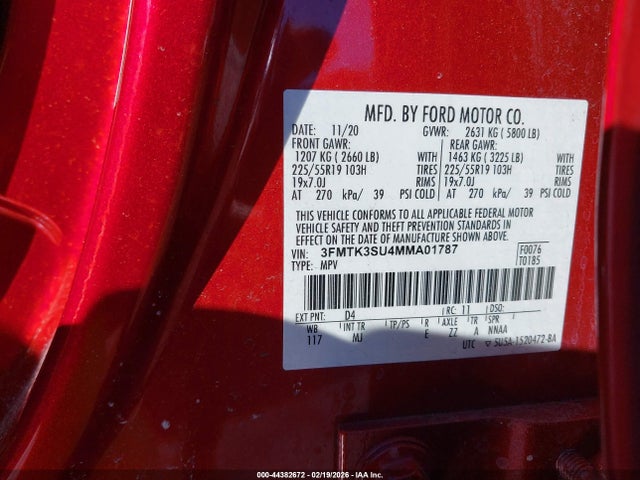 MFD. BY FORD MOTOR CO.
DATE: 11/20 GVWR: 2631 KG ( 5800 LB)
FRONT GAWR: REAR GAWR:
1207 KG ( 2660 LB) WITH 1463 KG ( 3225 LB) WITH
225/55R19 103H TIRES 225/55R19 103H TIRES
19x7.0J RIMS 19x7.0J RIMS
AT 270 kPa/ 39 PSI COLD AT 270 kPa/ 39 PSI COLD
THIS VEHICLE CONFORMS TO ALL APPLICABLE FEDERAL MOTOR
VEHICLE SAFETY AND THEFT PREVENTION STANDARDS IN
EFFECT ON THE DATE OF MANUFACTURE SHOWN ABOVE.
VIN: 3FMTK3SU4MMA01787 F0076
TYPE: MPV T0185
EXT PNT: D4 RC: 11 DSO:
WB INT TR TP/PS R AXLE TR SPR
117 MJ E ZZ A NNAA
UTC 5USA-1520472-BA
000-44382672 | 02/19/2026 - IAA Inc.